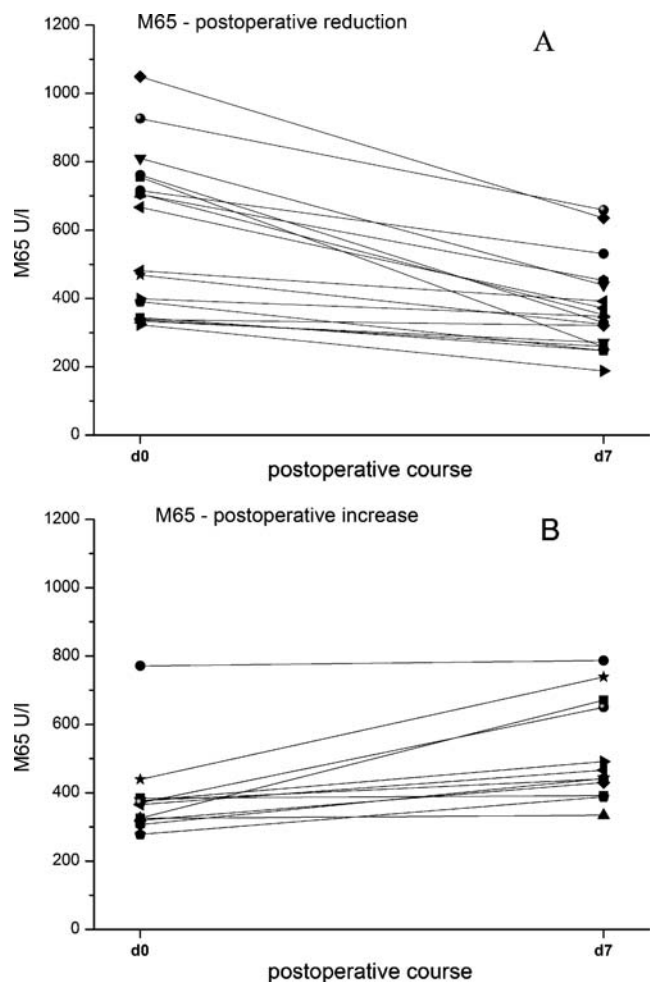 M65 - postoperative reduction
A
1200
1000
800
600
400
200
0
M65 U/l
d0
d7
postoperative course
M65 - postoperative increase
B
1200
1000
800
600
400
200
0
M65 U/l
d0
d7
postoperative course